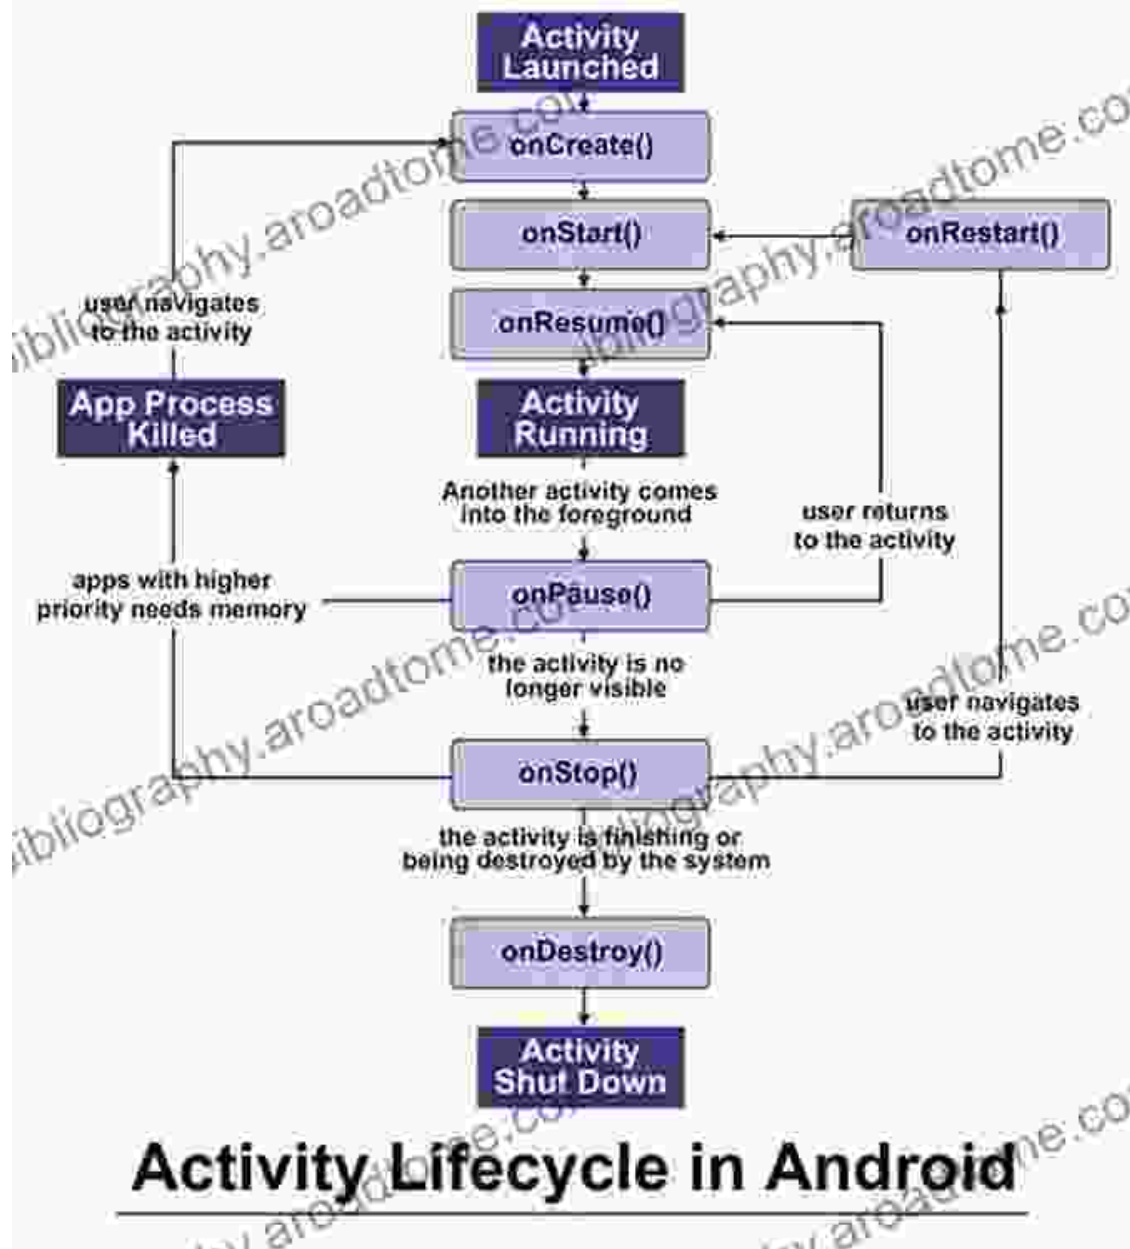 Activity
Launched
onCreate()
onStart()
onRestart()
onResume()
user navigates
to the activity
App Process
Killed
Activity
Running
Another activity comes
into the foreground
user returns
to the activity
apps with higher
priority needs memory
onPause()
the activity is no
longer visible
user navigates
to the activity
onStop()
the activity is finishing or
being destroyed by the system
onDestroy()
Activity
Shut Down
Activity Lifecycle in Android